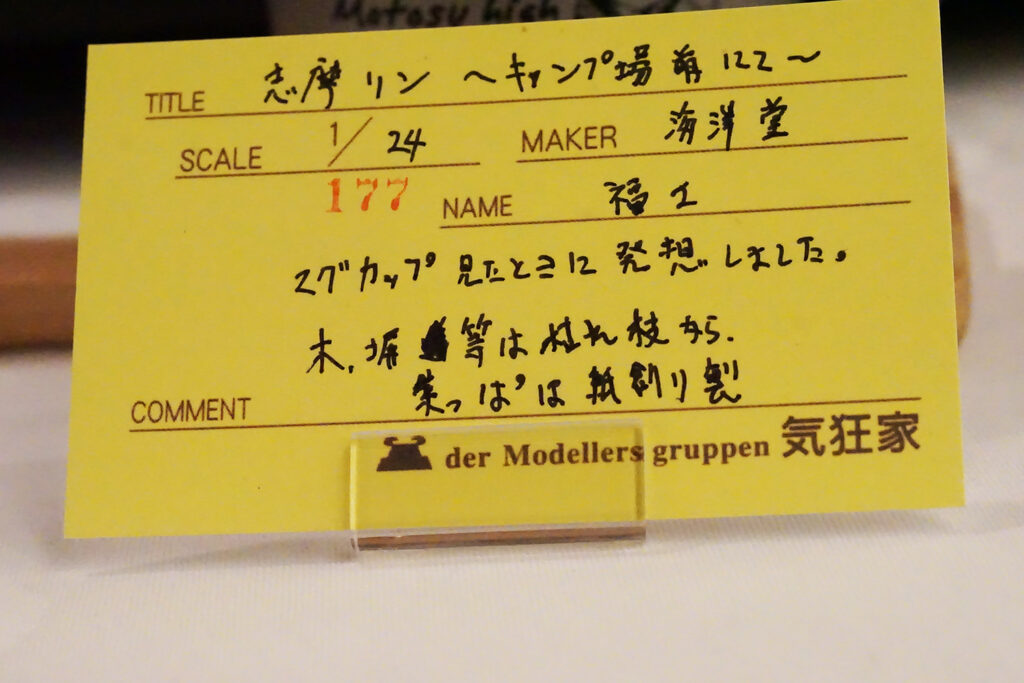 Motosu high
TITLE 志摩リン ～キャンプ場前にて～
SCALE 1/24 MAKER 海洋堂
177 NAME 福士
マグカップ見たときに発想しました。
木、塀 等は枯れ枝から、
葉っぱは紙創り製
COMMENT
der Modellers gruppen 気狂家